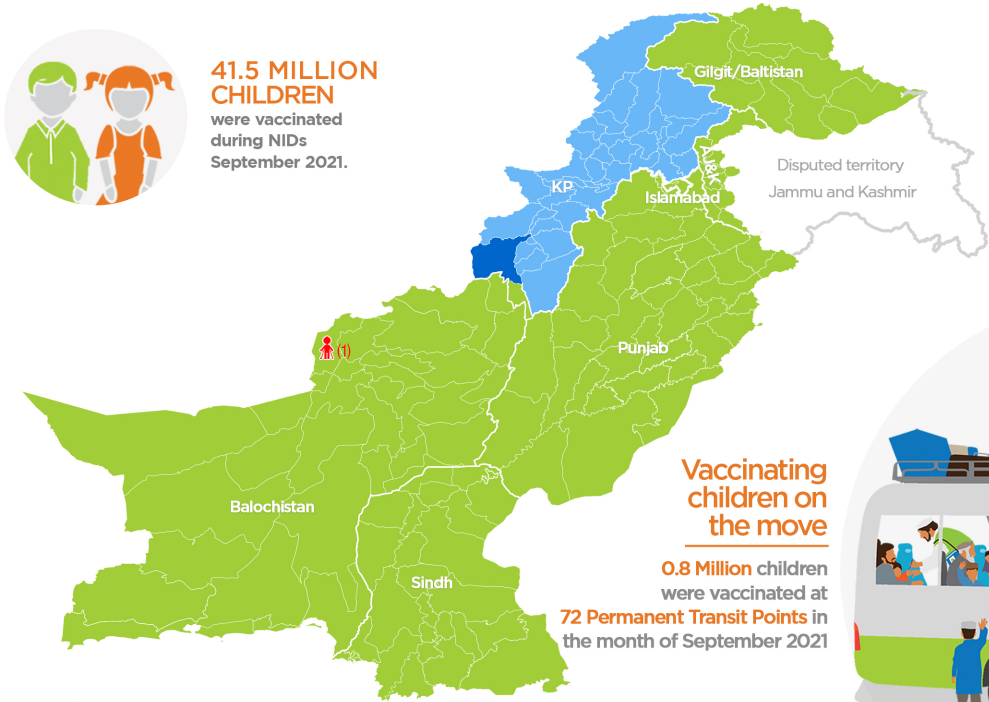 41.5 MILLION
CHILDREN
were vaccinated
during NIDs
September 2021.
Gilgit/Baltistan
Disputed territory
Jammu and Kashmir
AJ&K
KP
Islamabad
(1)
Punjab
Balochistan
Sindh
Vaccinating
children on
the move
0.8 Million children
were vaccinated at
72 Permanent Transit Points in
the month of September 2021